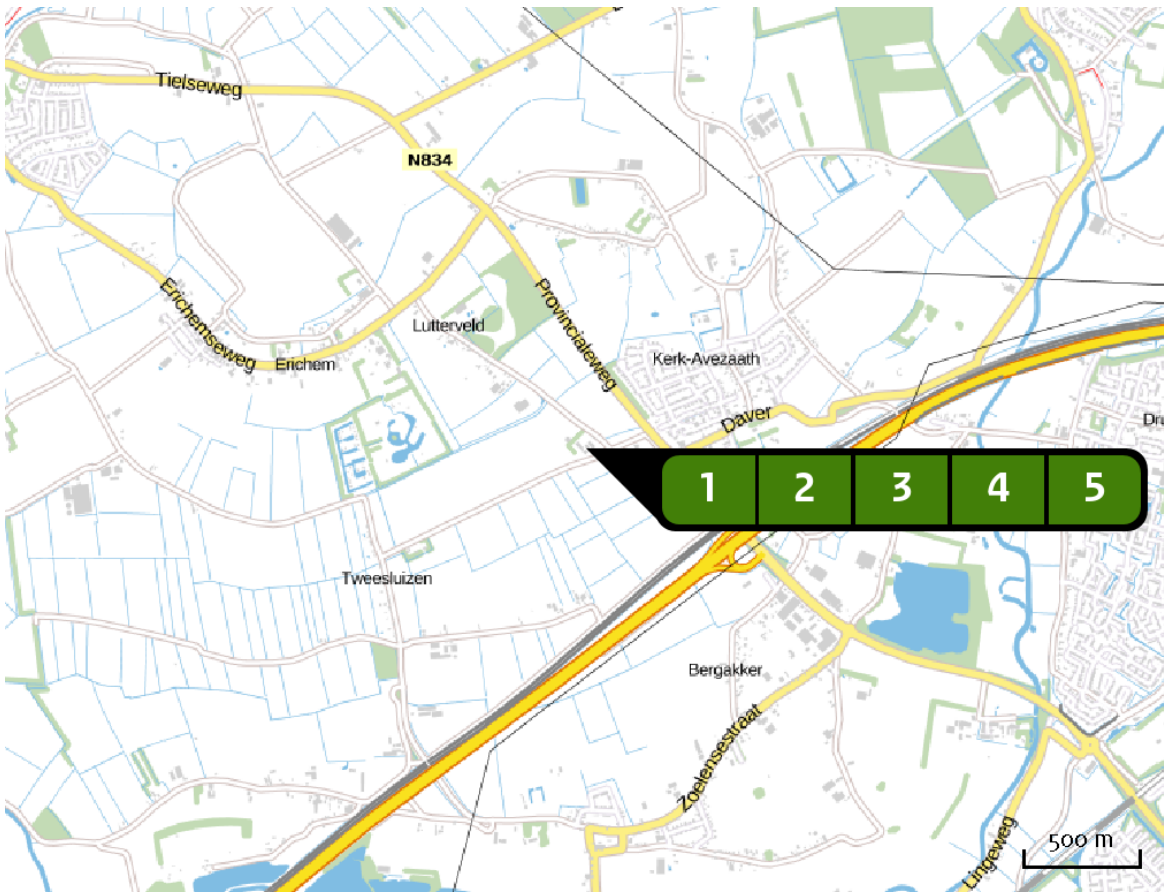 Tielseweg
N834
Erichemseweg
Provincialeweg
Lutterveld
Erichem
Kerk-Avezaath
Daver
Dru
1 2 3 4 5
Tweesluizen
Bergakker
Zoelensestraat
Lingeweg
500 m